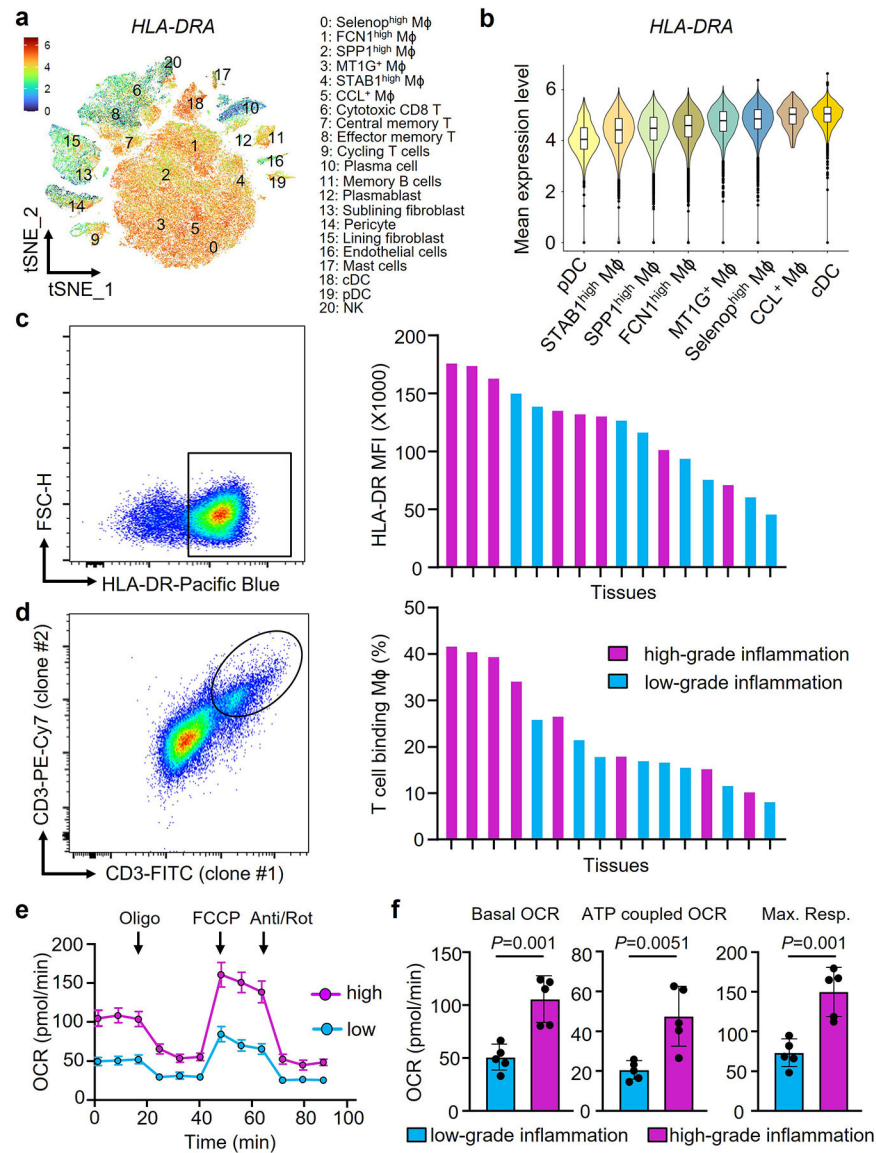 a
HLA-DRA
6
4
2
0
20
17
6
18
10
8
1
12
11
15
7
16
2
4
19
13
14
3
5
9
0
tSNE_2
tSNE_1
0: Selenop^high Mϕ
1: FCN1^high Mϕ
2: SPP1^high Mϕ
3: MT1G⁺ Mϕ
4: STAB1^high Mϕ
5: CCL⁺ Mϕ
6: Cytotoxic CD8 T
7: Central memory T
8: Effector memory T
9: Cycling T cells
10: Plasma cell
11: Memory B cells
12: Plasmablast
13: Sublining fibroblast
14: Pericyte
15: Lining fibroblast
16: Endothelial cells
17: Mast cells
18: cDC
19: pDC
20: NK
b
HLA-DRA
Mean expression level
6
4
2
0
pDC
STAB1^high Mϕ
SPP1^high Mϕ
FCN1^high Mϕ
MT1G⁺ Mϕ
Selenop^high Mϕ
CCL⁺ Mϕ
cDC
c
FSC-H
HLA-DR-Pacific Blue
HLA-DR MFI (X1000)
200
150
100
50
0
Tissues
d
CD3-PE-Cy7 (clone #2)
CD3-FITC (clone #1)
T cell binding Mϕ (%)
50
40
30
20
10
0
high-grade inflammation
low-grade inflammation
Tissues
e
Oligo FCCP Anti/Rot
OCR (pmol/min)
200
150
100
50
0
high
low
0 20 40 60 80 100
Time (min)
f
Basal OCR
ATP coupled OCR
Max. Resp.
P=0.001
P=0.0051
P=0.001
OCR (pmol/min)
150
100
50
0
80
60
40
20
0
200
150
100
50
0
low-grade inflammation
high-grade inflammation